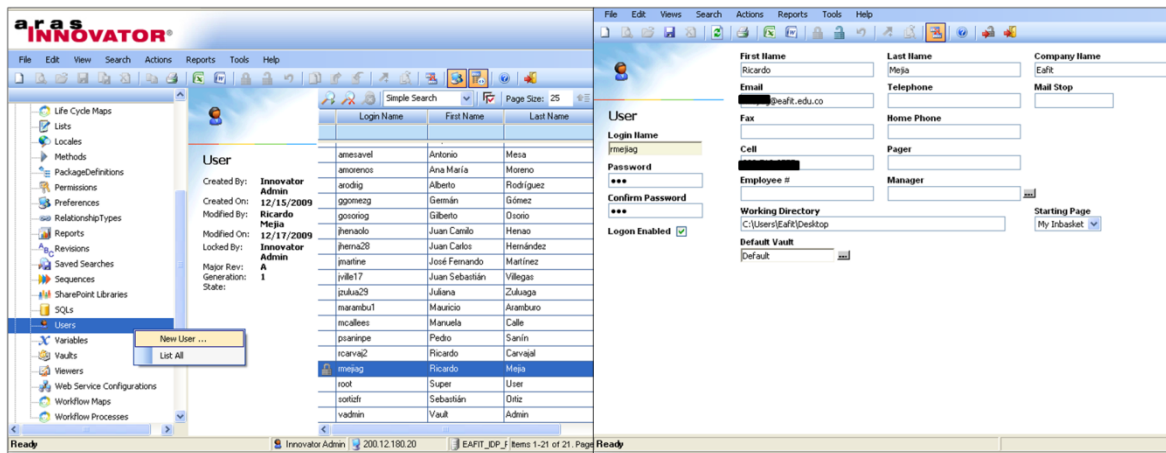 aras
INNOVATOR®
File Edit View Search Actions Reports Tools Help
Life Cycle Maps
Lists
Locales
Methods
PackageDefinitions
Permissions
Preferences
RelationshipTypes
Reports
Revisions
Saved Searches
Sequences
SharePoint Libraries
SQLs
Users
Variables
Vaults
Viewers
Web Service Configurations
Workflow Maps
Workflow Processes
New User ...
List All
User
Created By: Innovator Admin
Created On: 12/15/2009
Modified By: Ricardo Mejia
Modified On: 12/17/2009
Locked By: Innovator Admin
Major Rev: A
Generation: 1
State:
Simple Search Page Size: 25
Login Name First Name Last Name
amesavel Antonio Mesa
amorenos Ana María Moreno
arodrig Alberto Rodríguez
ggomezg Germán Gómez
gosoriog Gilberto Osorio
jhenaolo Juan Camilo Henao
jherna28 Juan Carlos Hernández
jmartine José Fernando Martínez
jville17 Juan Sebastián Villegas
jzulua29 Juliana Zuluaga
marambu1 Mauricio Aramburo
mcallees Manuela Calle
psaninpe Pedro Sanín
rcarvaj2 Ricardo Carvajal
rmejiag Ricardo Mejia
root Super User
sortizfr Sebastián Ortiz
vadmin Vault Admin
Ready Innovator Admin 200.12.180.20 EAFIT_IDP_F Items 1-21 of 21. Page
File Edit Views Search Actions Reports Tools Help
User
Login Name
rmejiag
Password
Confirm Password
Logon Enabled
First Name Last Name Company Name
Ricardo Mejia Eafit
Email Telephone Mail Stop
@eafit.edu.co
Fax Home Phone
Cell Pager
Employee # Manager
Working Directory Starting Page
C:\Users\Eafit\Desktop My Inbasket
Default Vault
Default
Ready